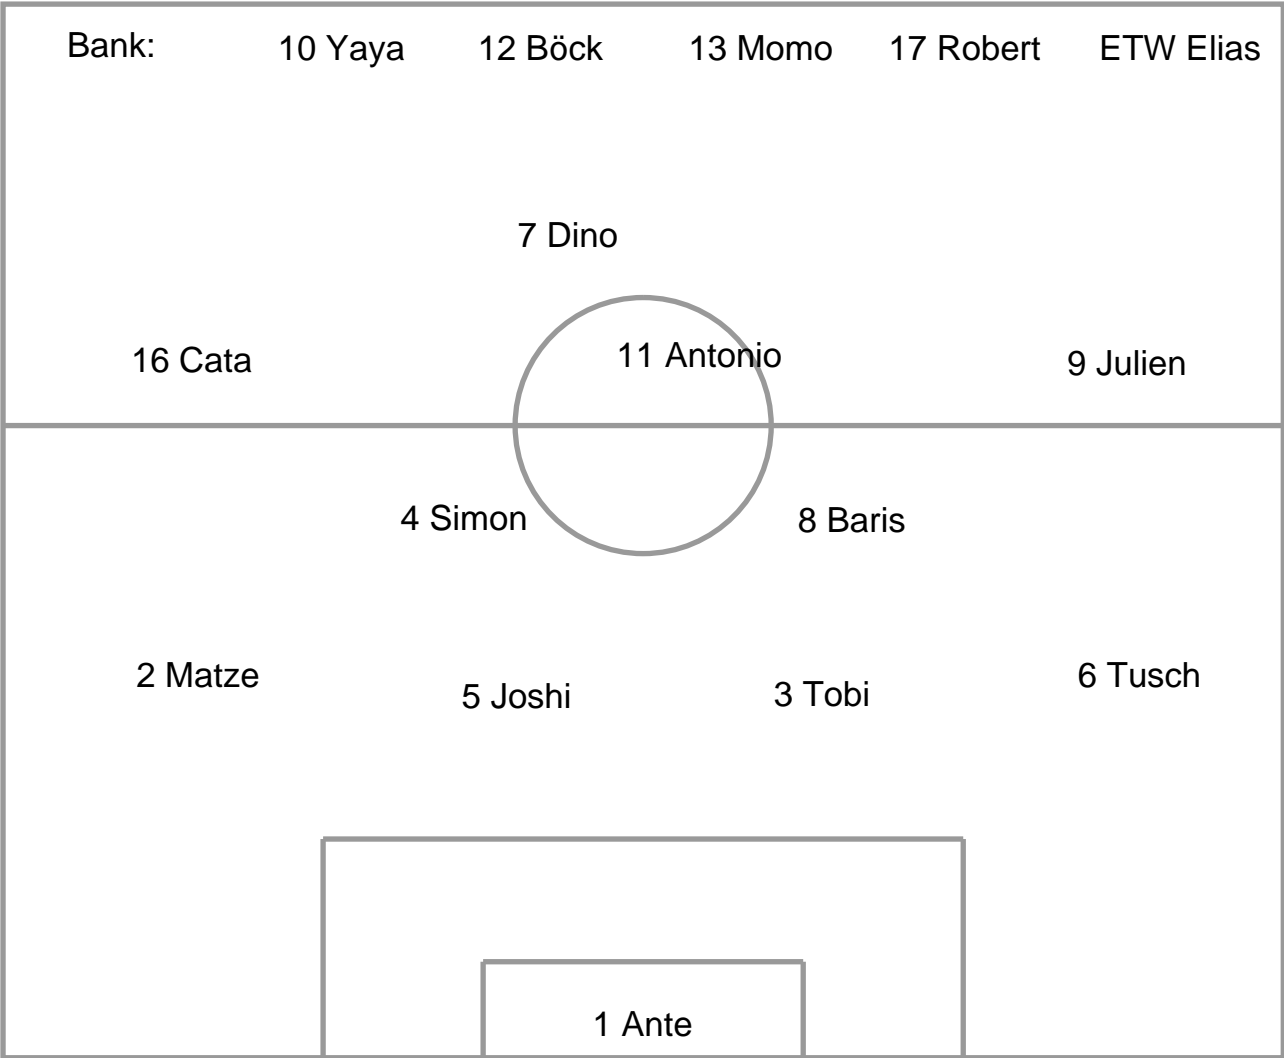 Bank: 10 Yaya 12 Böck 13 Momo 17 Robert ETW Elias
7 Dino
16 Cata 11 Antonio 9 Julien
4 Simon 8 Baris
2 Matze 5 Joshi 3 Tobi 6 Tusch
1 Ante